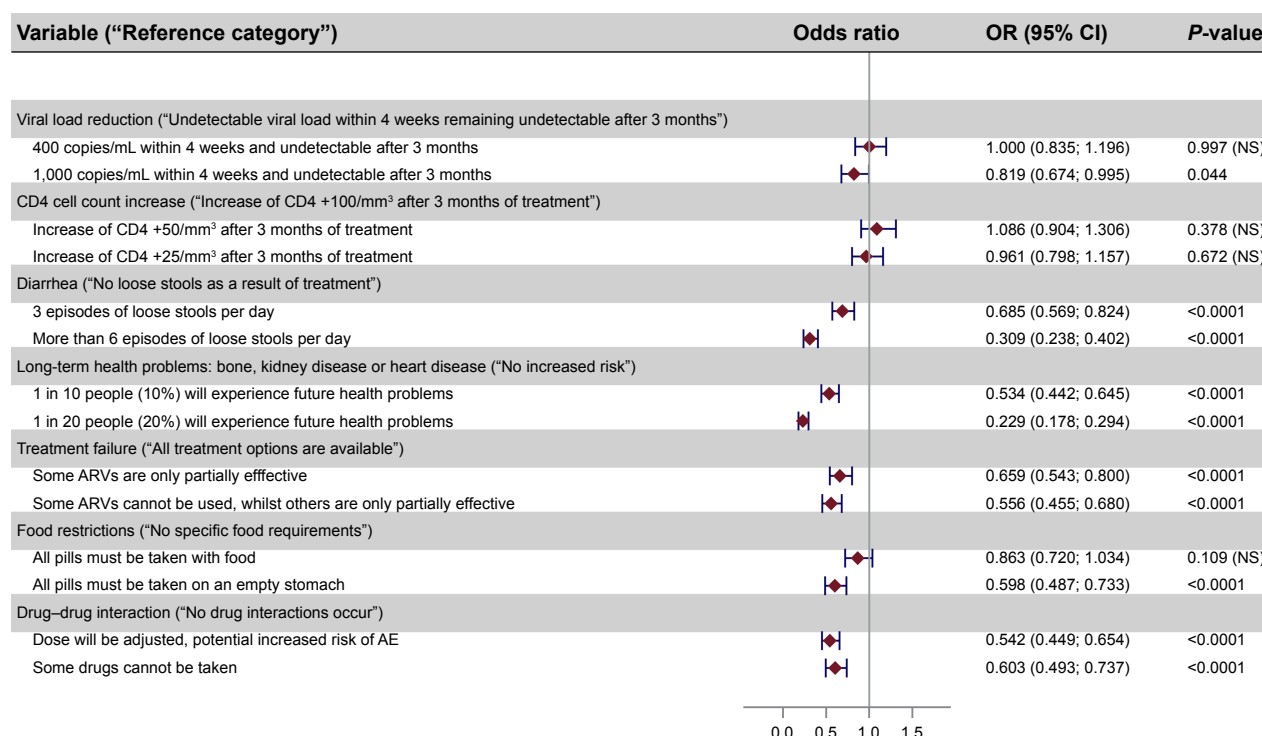 Variable (“Reference category”) Odds ratio OR (95% CI) P-value
Viral load reduction (“Undetectable viral load within 4 weeks remaining undetectable after 3 months”)
400 copies/mL within 4 weeks and undetectable after 3 months 1.000 (0.835; 1.196) 0.997 (NS)
1,000 copies/mL within 4 weeks and undetectable after 3 months 0.819 (0.674; 0.995) 0.044
CD4 cell count increase (“Increase of CD4 +100/mm³ after 3 months of treatment”)
Increase of CD4 +50/mm³ after 3 months of treatment 1.086 (0.904; 1.306) 0.378 (NS)
Increase of CD4 +25/mm³ after 3 months of treatment 0.961 (0.798; 1.157) 0.672 (NS)
Diarrhea (“No loose stools as a result of treatment”)
3 episodes of loose stools per day 0.685 (0.569; 0.824) <0.0001
More than 6 episodes of loose stools per day 0.309 (0.238; 0.402) <0.0001
Long-term health problems: bone, kidney disease or heart disease (“No increased risk”)
1 in 10 people (10%) will experience future health problems 0.534 (0.442; 0.645) <0.0001
1 in 20 people (20%) will experience future health problems 0.229 (0.178; 0.294) <0.0001
Treatment failure (“All treatment options are available”)
Some ARVs are only partially efffective 0.659 (0.543; 0.800) <0.0001
Some ARVs cannot be used, whilst others are only partially effective 0.556 (0.455; 0.680) <0.0001
Food restrictions (“No specific food requirements”)
All pills must be taken with food 0.863 (0.720; 1.034) 0.109 (NS)
All pills must be taken on an empty stomach 0.598 (0.487; 0.733) <0.0001
Drug–drug interaction (“No drug interactions occur”)
Dose will be adjusted, potential increased risk of AE 0.542 (0.449; 0.654) <0.0001
Some drugs cannot be taken 0.603 (0.493; 0.737) <0.0001
0.0 0.5 1.0 1.5